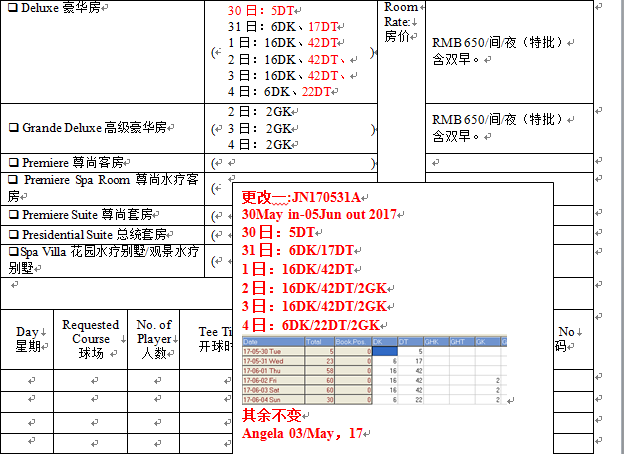 Deluxe 豪华房
30 日：5DT
31 日：6DK、17DT
1 日：16DK、42DT
2 日：16DK、42DT、
3 日：16DK、42DT、
4 日：6DK、22DT
( )
Room
Rate:
房价
RMB 650/间/夜（特批）
含双早。
Grande Deluxe 高级豪华房
2 日：2GK
( 3 日：2GK )
4 日：2GK
RMB 650/间/夜（特批）
含双早。
Premiere 尊尚客房
( )
Premiere Spa Room 尊尚水疗客
房
(
Premiere Suite 尊尚套房
(
Presidential Suite 总统套房
(
Spa Villa 花园水疗别墅/观景水疗
别墅
(
更改一:JN170531A
30May in-05Jun out 2017
30 日：5DT
31 日：6DK/17DT
1 日：16DK/42DT
2 日：16DK/42DT/2GK
3 日：16DK/42DT/2GK
4 日：6DK/22DT/2GK
Date Total Book.Pos. DK DT GHK GHT GK G
17-05-30 Tue 5 0 5
17-05-31 Wed 23 0 6 17
17-06-01 Thu 58 0 16 42
17-06-02 Fri 60 0 16 42 2
17-06-03 Sat 60 0 16 42 2
17-06-04 Sun 30 0 6 22 2
其余不变
Angela 03/May，17
Day
星期
Requested
Course
球场
No. of
Player
人数
Tee Ti
开球时
No
码